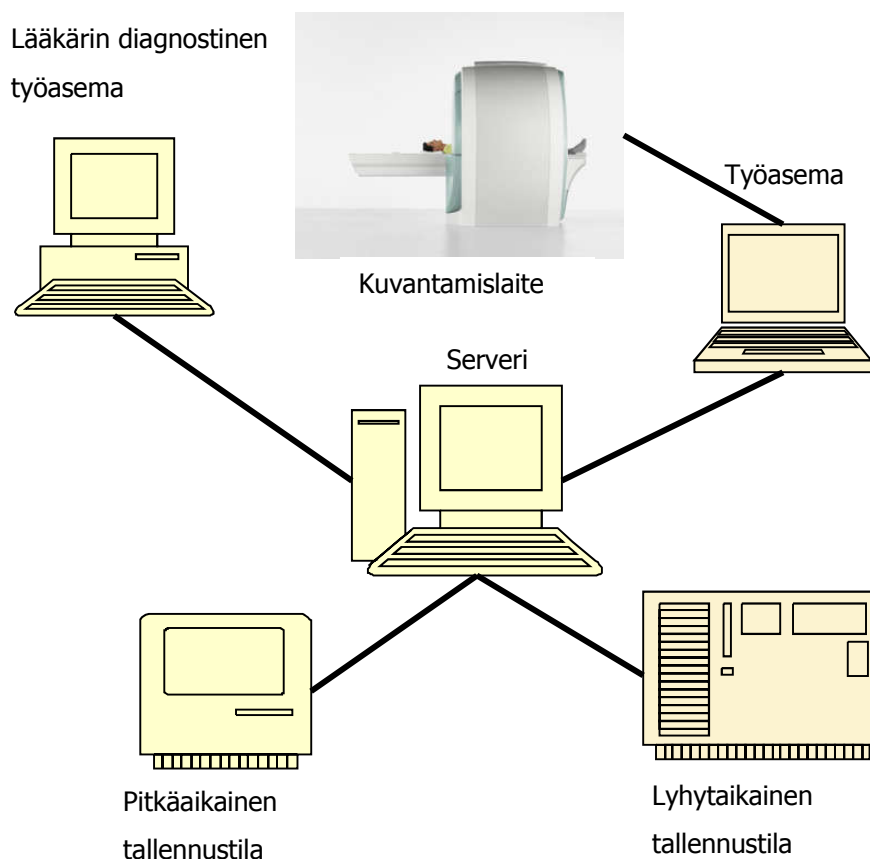 Lääkärin diagnostinen
työasema
Työasema
Kuvantamislaite
Serveri
Pitkäaikainen
tallennustila
Lyhytaikainen
tallennustila